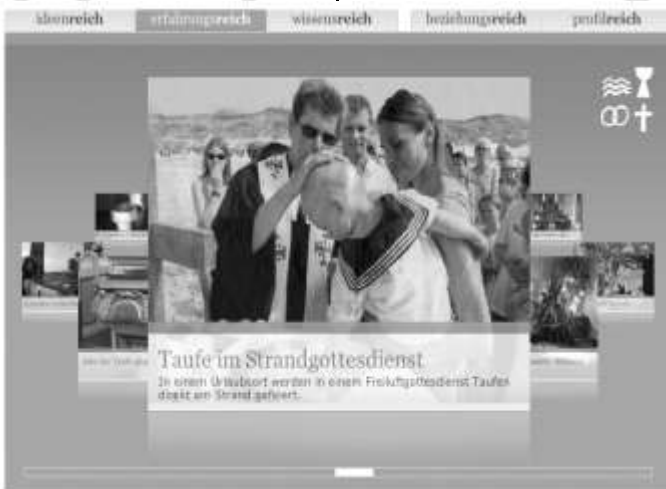 ideenreich erfahrungsreich wissensreich beziehungsreich profilreich
Taufe im Strandgottesdienst
In einem Urlaubsort werden in einem Freiluftgottesdienst Taufen
direkt am Strand gefeiert.